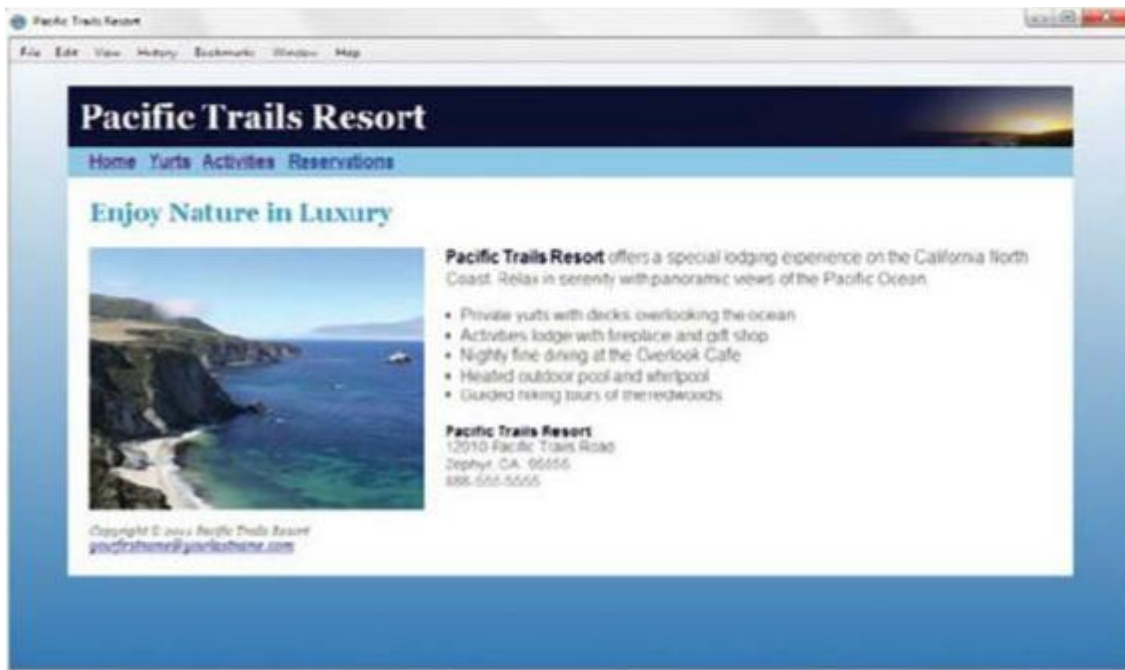 Pacific Trails Resort
File Edit View History Bookmarks Window Help
Pacific Trails Resort
Home Yurts Activities Reservations
Enjoy Nature in Luxury
Pacific Trails Resort offers a special lodging experience on the California North
Coast. Relax in serenity with panoramic views of the Pacific Ocean.
• Private yurts with decks overlooking the ocean
• Activities lodge with fireplace and gift shop
• Nightly fine dining at the Overlook Cafe
• Heated outdoor pool and whirlpool
• Guided hiking tours of the redwoods
Pacific Trails Resort
12010 Pacific Trails Road
Zephyr, CA
888-555-5555
Copyright © Pacific Trails Resort
yourfirstname@yourlastname.com